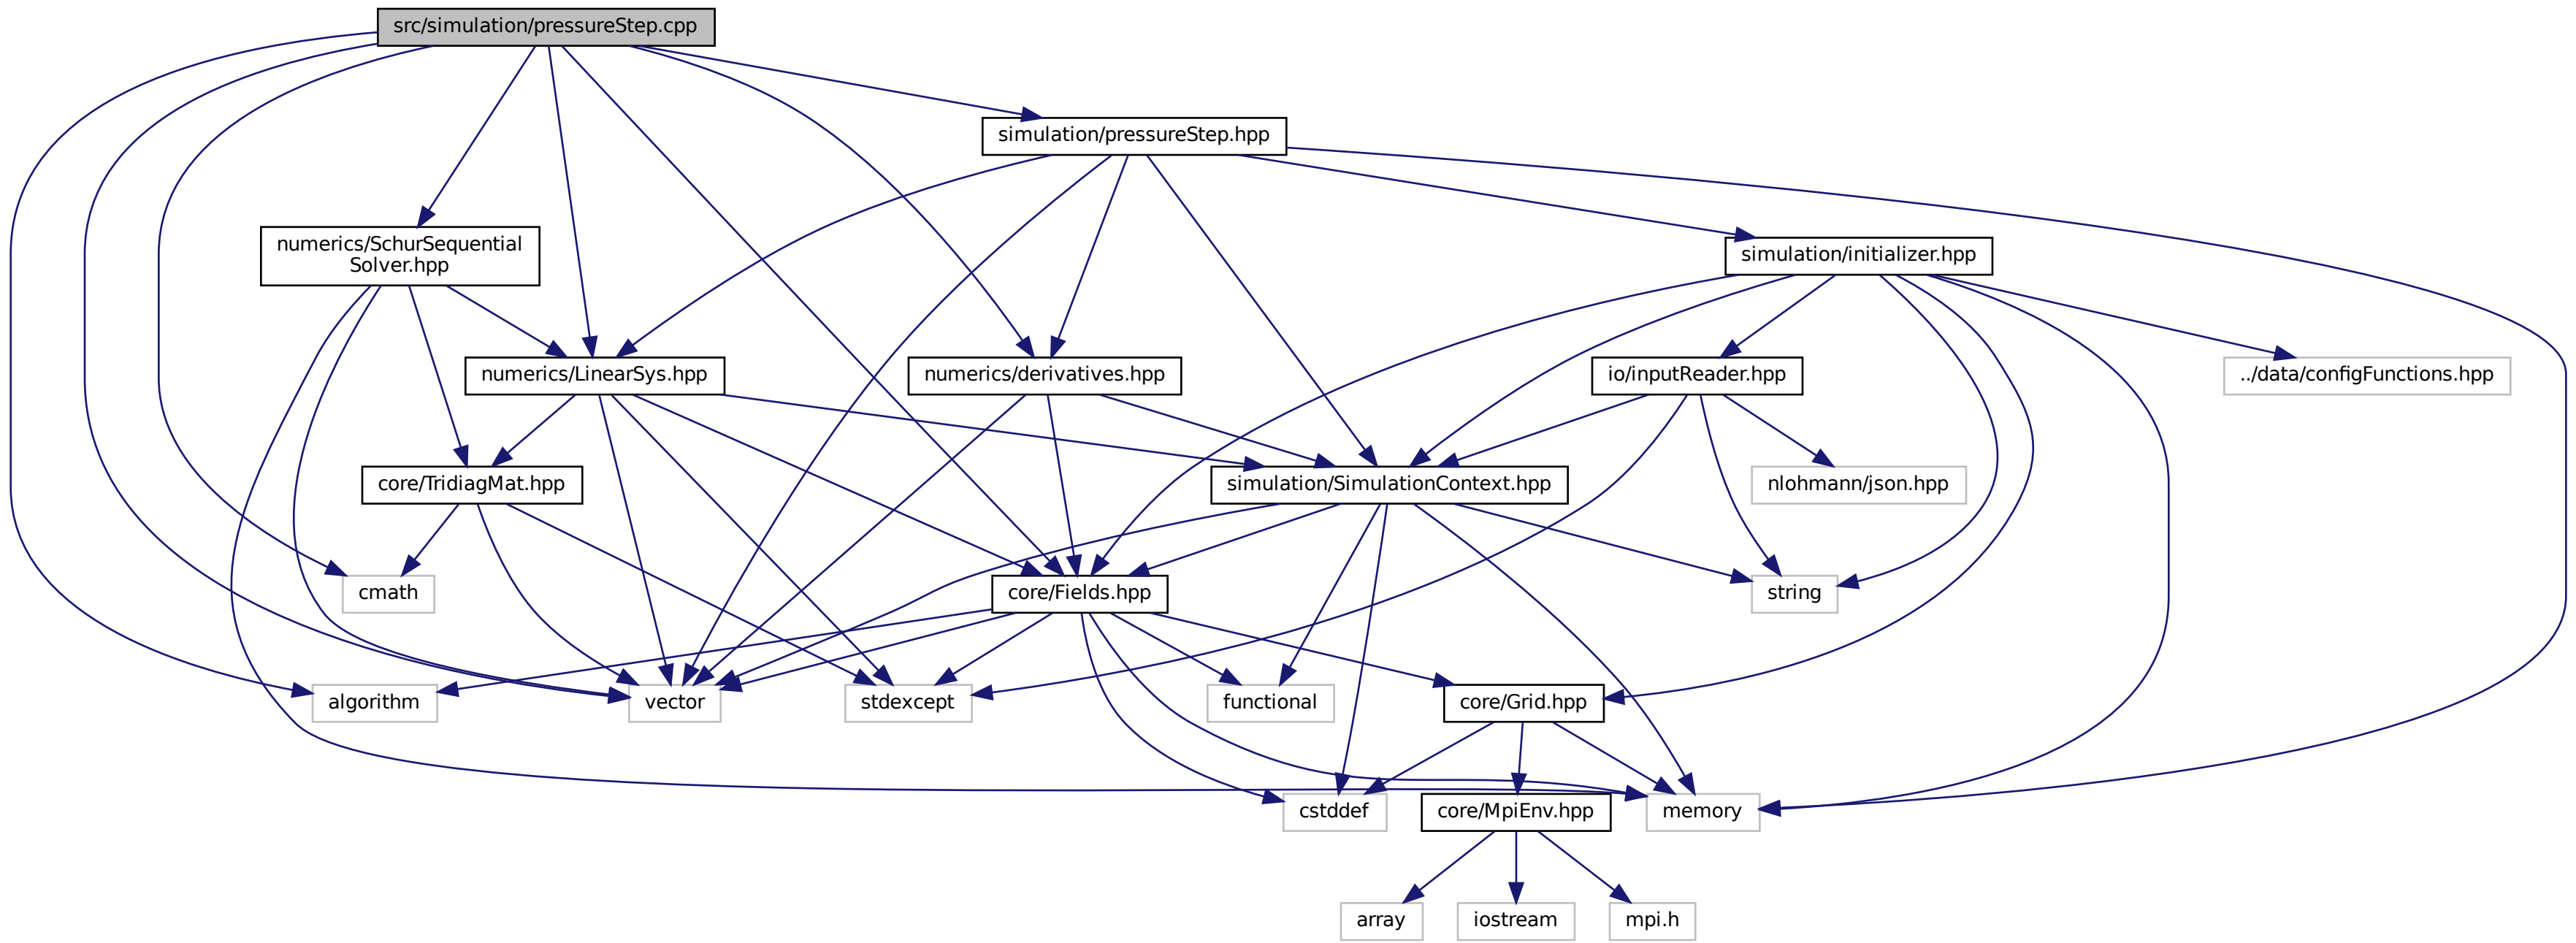 src/simulation/pressureStep.cpp
simulation/pressureStep.hpp
numerics/SchurSequential
Solver.hpp
simulation/initializer.hpp
numerics/LinearSys.hpp
numerics/derivatives.hpp
io/inputReader.hpp
../data/configFunctions.hpp
core/TridiagMat.hpp
simulation/SimulationContext.hpp
nlohmann/json.hpp
cmath
core/Fields.hpp
string
algorithm
vector
stdexcept
functional
core/Grid.hpp
cstddef
core/MpiEnv.hpp
memory
array
iostream
mpi.h